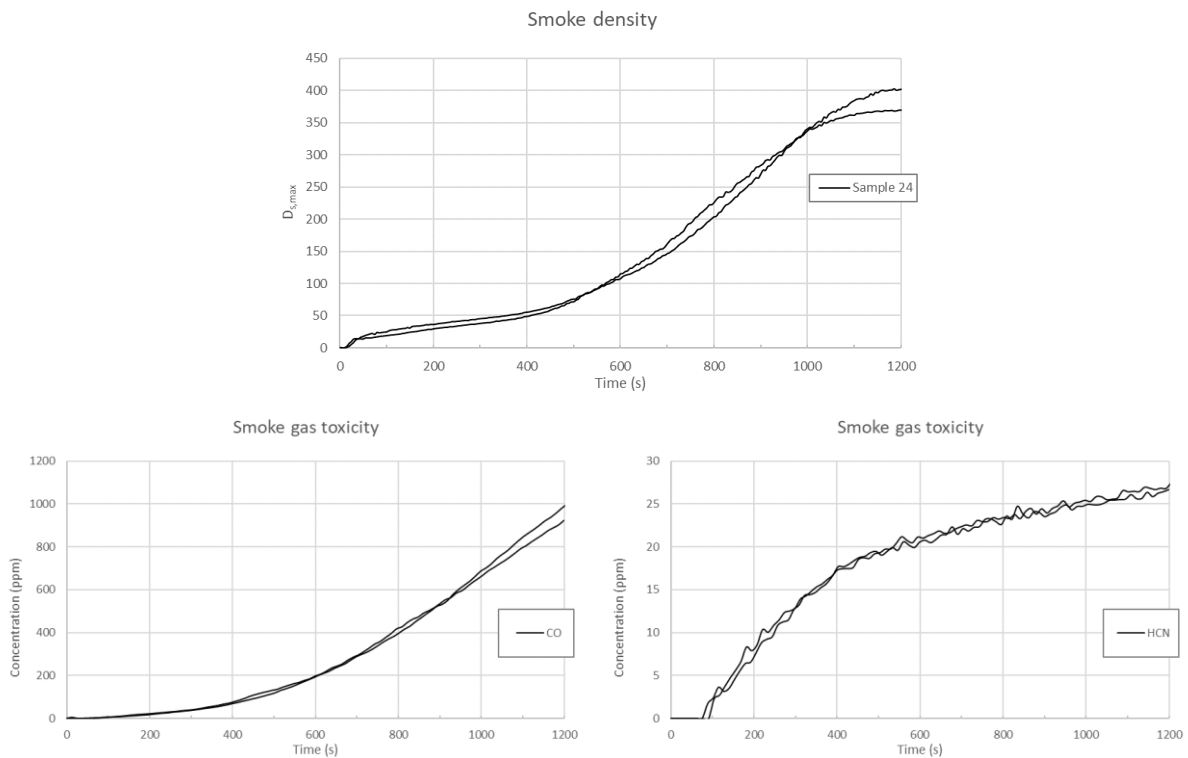 Smoke density
450
400
350
300
250
200
150
100
50
0
D s,max
Sample 24
0 200 400 600 800 1000 1200
Time (s)
Smoke gas toxicity
1200
1000
800
600
400
200
0
Concentration (ppm)
CO
0 200 400 600 800 1000 1200
Time (s)
Smoke gas toxicity
30
25
20
15
10
5
0
Concentration (ppm)
HCN
0 200 400 600 800 1000 1200
Time (s)